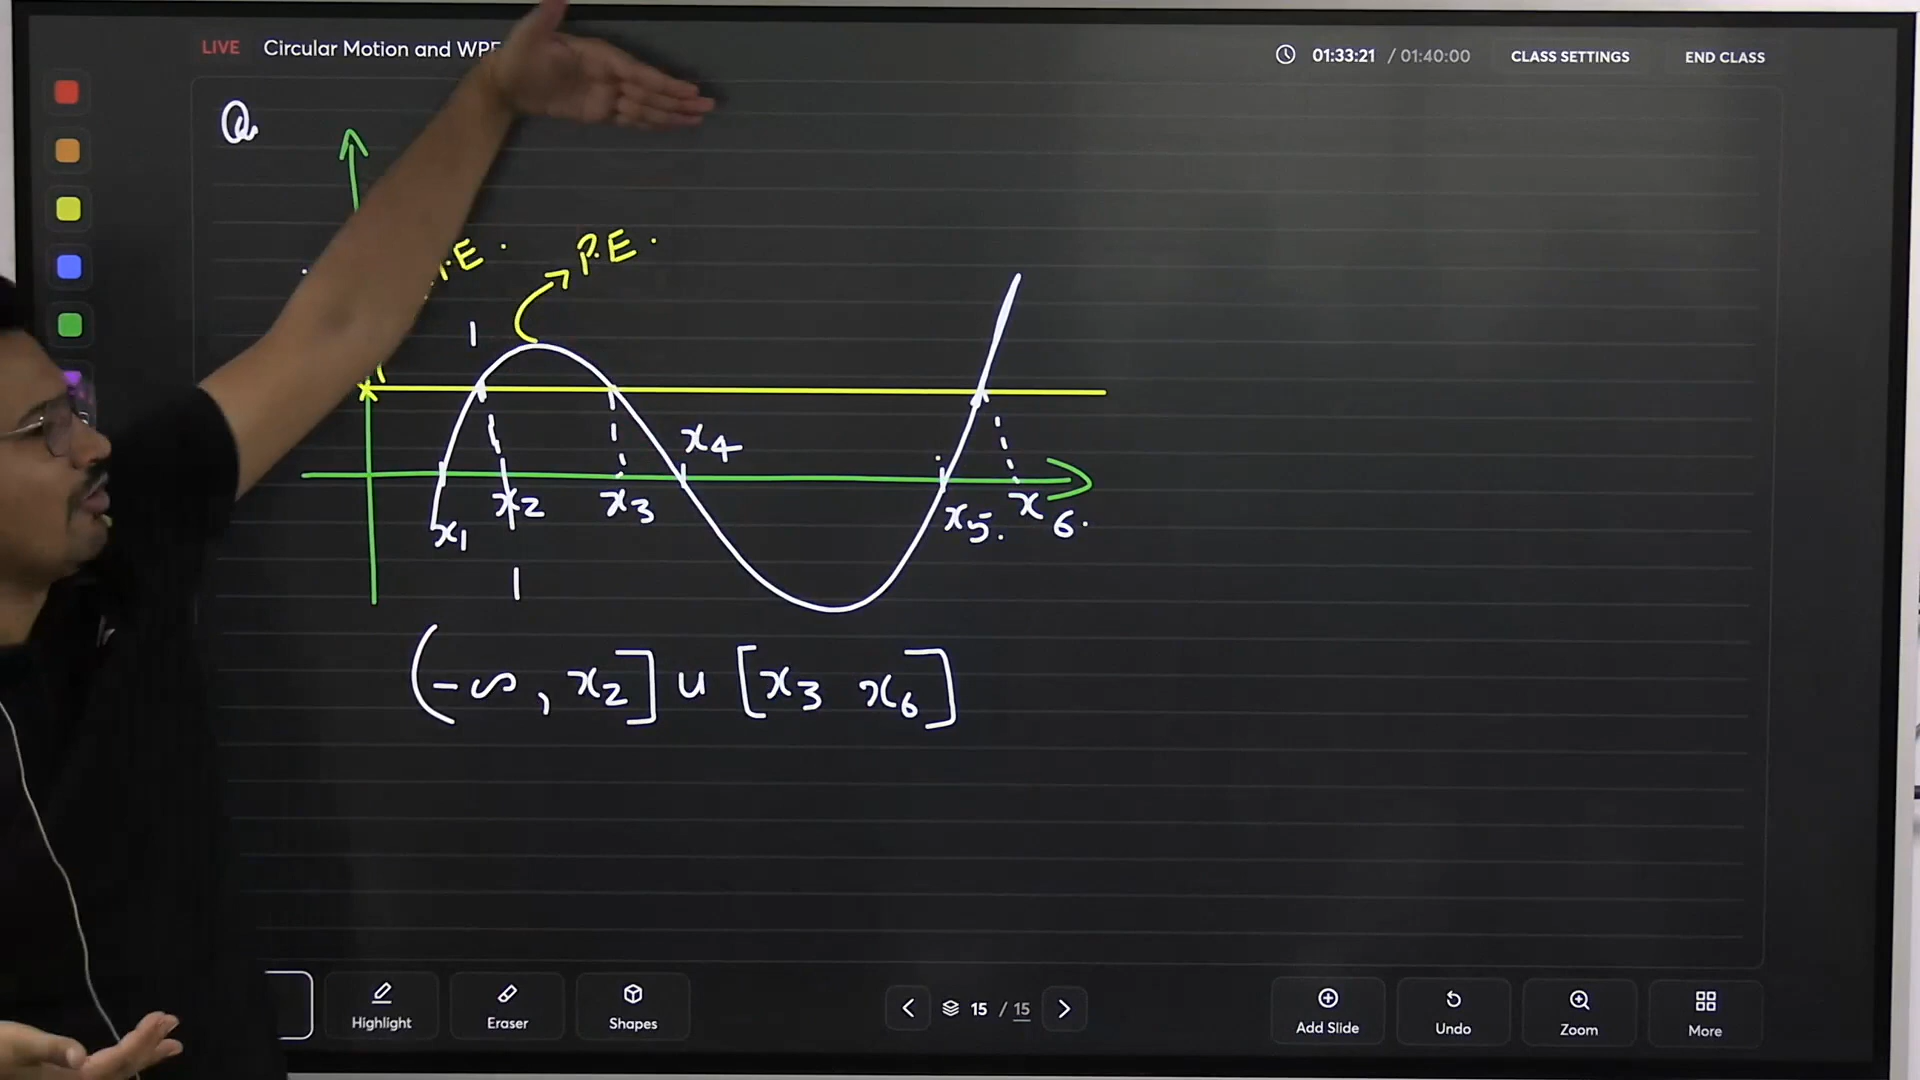 LIVE Circular Motion and WPE
01:33:21 / 01:40:00 CLASS SETTINGS END CLASS
Q
.E. P.E.
x4
x1 x2 x3 x5. x6.
(-∞, x2] ∪ [x3 x6]
Highlight Eraser Shapes 15 / 15 Add Slide Undo Zoom More